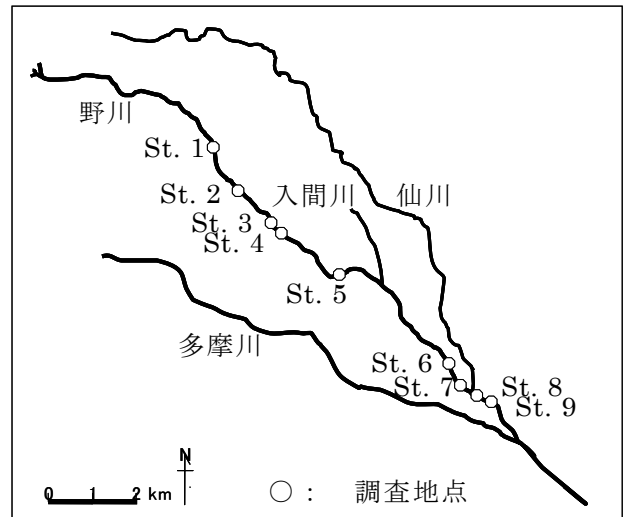 野川
St. 1
St. 2
入間川
仙川
St. 3
St. 4
St. 5
多摩川
St. 6
St. 7
St. 8
St. 9
N
0 1 2 km
○ : 調査地点